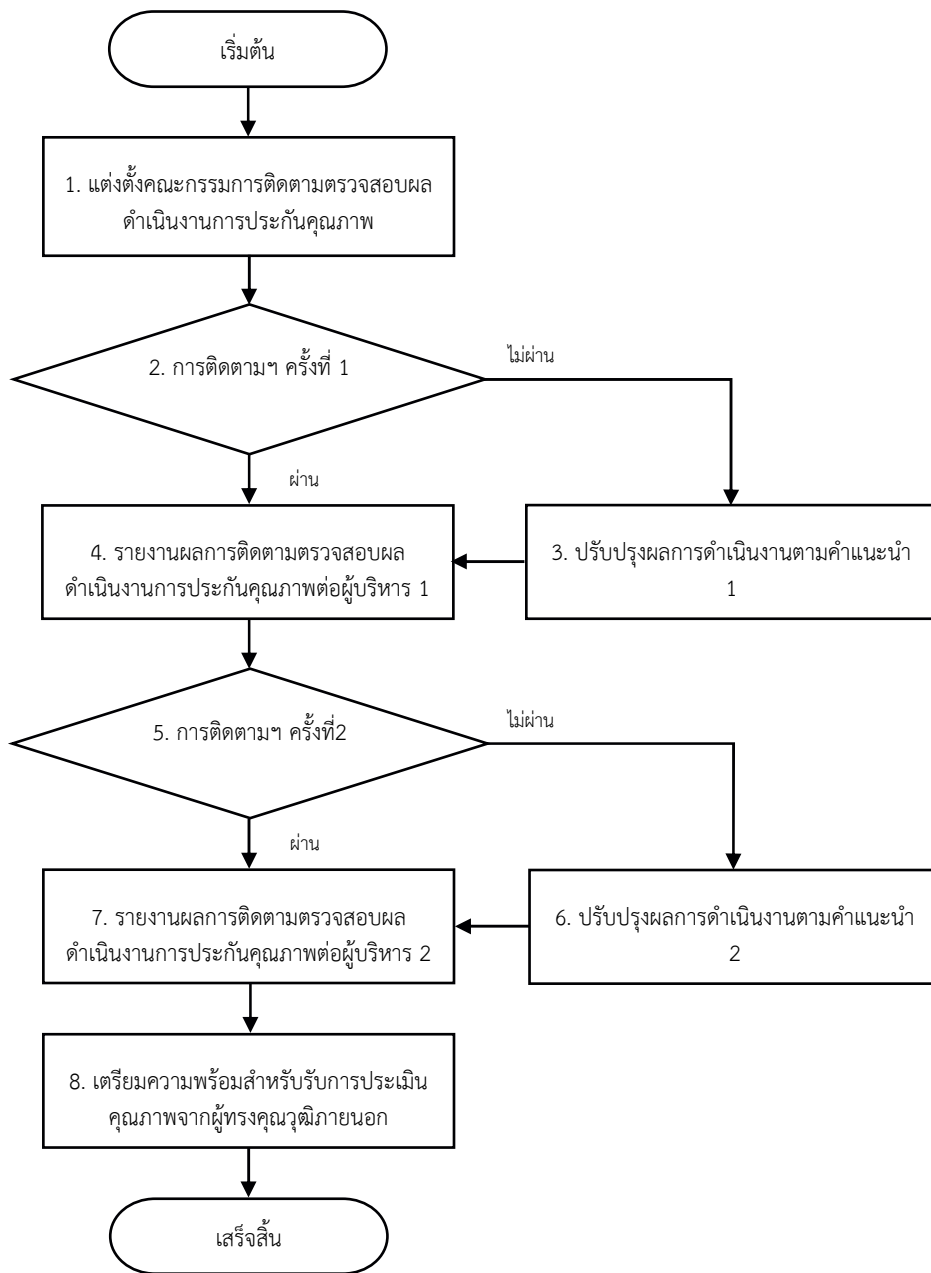 เริ่มต้น
1. แต่งตั้งคณะกรรมการติดตามตรวจสอบผล
ดำเนินงานการประกันคุณภาพ
2. การติดตามฯ ครั้งที่ 1
ไม่ผ่าน
ผ่าน
4. รายงานผลการติดตามตรวจสอบผล
ดำเนินงานการประกันคุณภาพต่อผู้บริหาร 1
3. ปรับปรุงผลการดำเนินงานตามคำแนะนำ
1
5. การติดตามฯ ครั้งที่2
ไม่ผ่าน
ผ่าน
7. รายงานผลการติดตามตรวจสอบผล
ดำเนินงานการประกันคุณภาพต่อผู้บริหาร 2
6. ปรับปรุงผลการดำเนินงานตามคำแนะนำ
2
8. เตรียมความพร้อมสำหรับรับการประเมิน
คุณภาพจากผู้ทรงคุณวุฒิภายนอก
เสร็จสิ้น